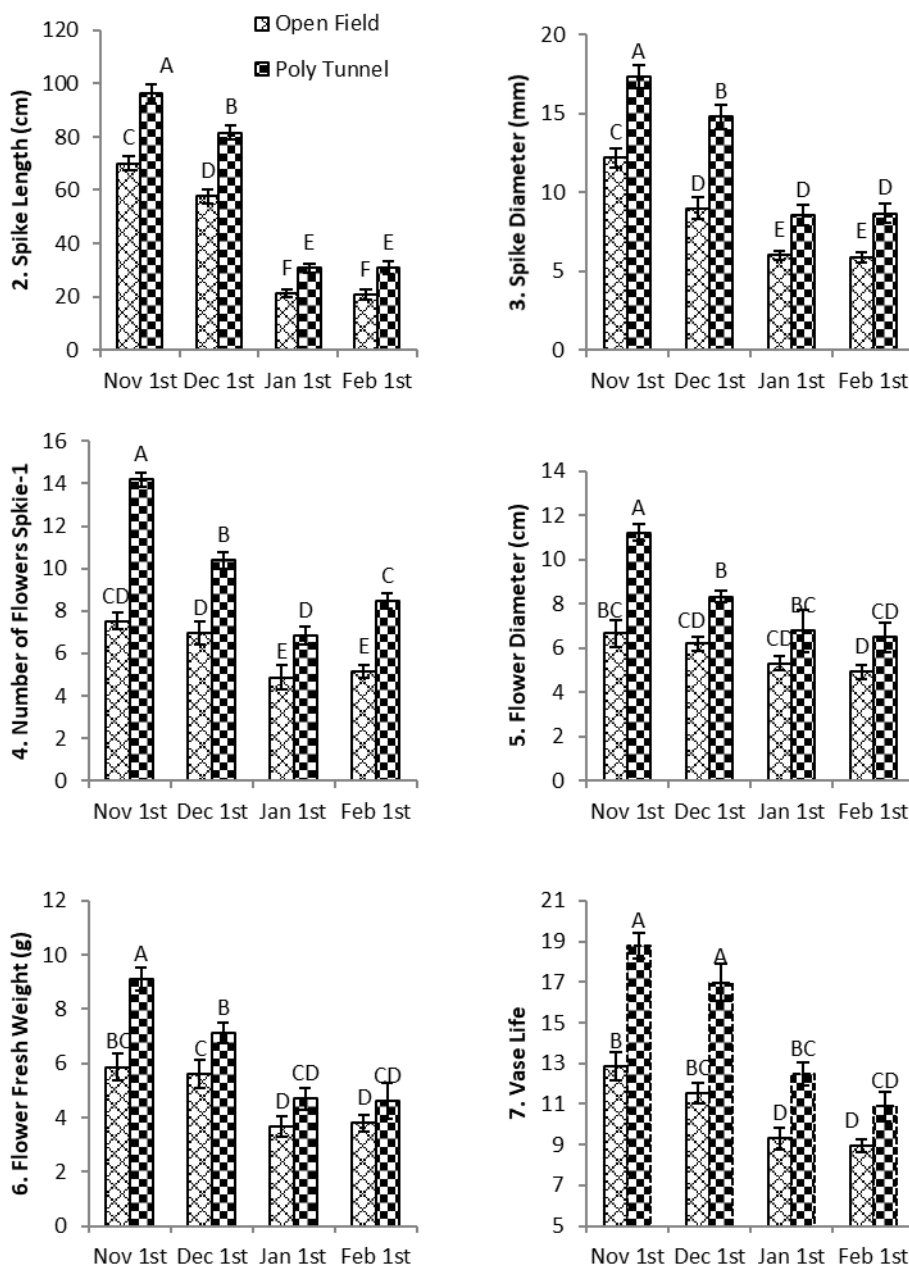 2. Spike Length (cm)
120
100
80
60
40
20
0
Open Field
Poly Tunnel
C
A
D
B
F
E
F
E
Nov 1st Dec 1st Jan 1st Feb 1st
3. Spike Diameter (mm)
20
15
10
5
0
C
A
D
B
E
D
E
D
Nov 1st Dec 1st Jan 1st Feb 1st
4. Number of Flowers Spkie-1
16
14
12
10
8
6
4
2
0
CD
A
D
B
E
D
E
C
Nov 1st Dec 1st Jan 1st Feb 1st
5. Flower Diameter (cm)
14
12
10
8
6
4
2
0
BC
A
CD
B
CD
BC
D
CD
Nov 1st Dec 1st Jan 1st Feb 1st
6. Flower Fresh Weight (g)
12
10
8
6
4
2
0
BC
A
C
B
D
CD
D
CD
Nov 1st Dec 1st Jan 1st Feb 1st
7. Vase Life
21
19
17
15
13
11
9
7
5
B
A
BC
A
D
BC
D
CD
Nov 1st Dec 1st Jan 1st Feb 1st